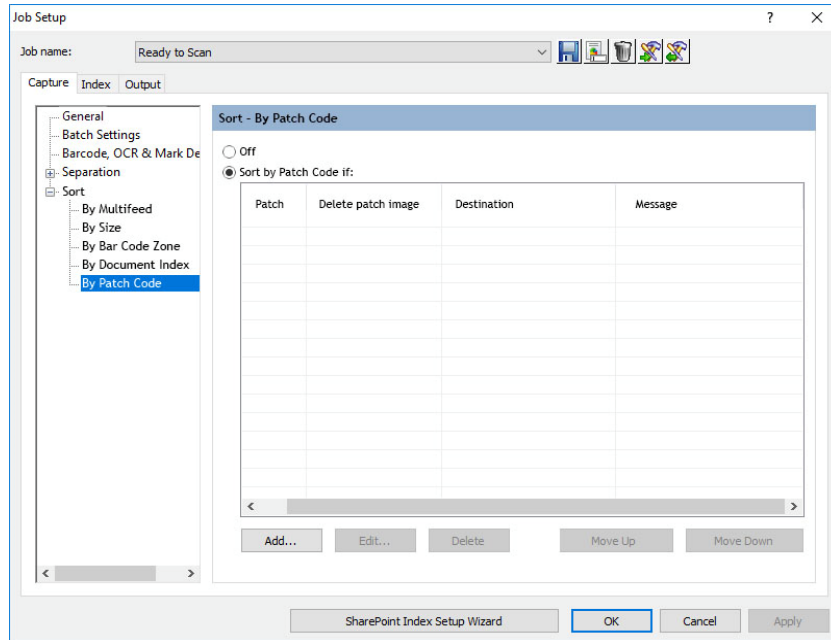 Job Setup
Job name: Ready to Scan
Capture Index Output
General
Batch Settings
Barcode, OCR & Mark De
Separation
Sort
By Multifeed
By Size
By Bar Code Zone
By Document Index
By Patch Code
Sort - By Patch Code
Off
Sort by Patch Code if:
Patch Delete patch image Destination Message
Add... Edit... Delete Move Up Move Down
SharePoint Index Setup Wizard OK Cancel Apply